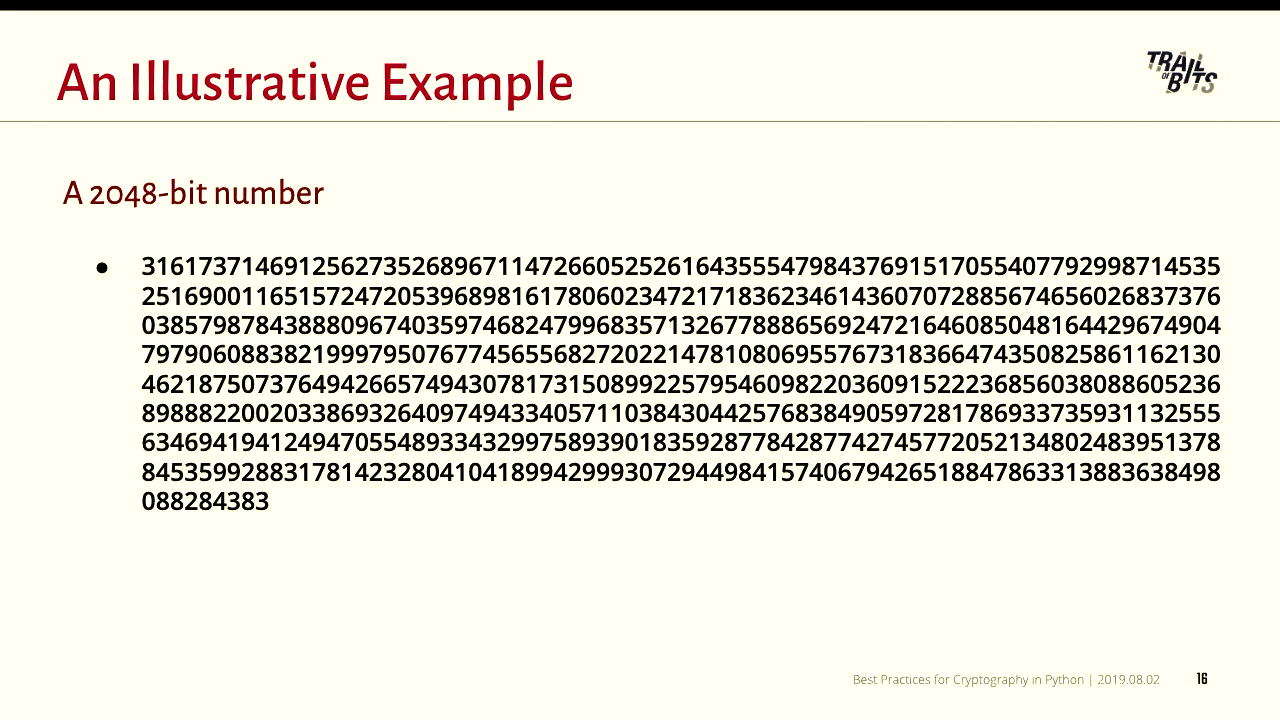 An Illustrative Example
TRAIL
OF
BITS
A 2048-bit number
● 3161737146912562735268967114726605252616435554798437691517055407792998714535
2516900116515724720539689816178060234721718362346143607072885674656026837376
0385798784388809674035974682479968357132677888656924721646085048164429674904
7979060883821999795076774565568272022147810806955767318366474350825861162130
4621875073764942665749430781731508992257954609822036091522236856038088605236
8988822002033869326409749433405711038430442576838490597281786933735931132555
6346941941249470554893343299758939018359287784287742745772052134802483951378
8453599288317814232804104189942999307294498415740679426518847863313883638498
088284383
Best Practices for Cryptography in Python | 2019.08.02
16